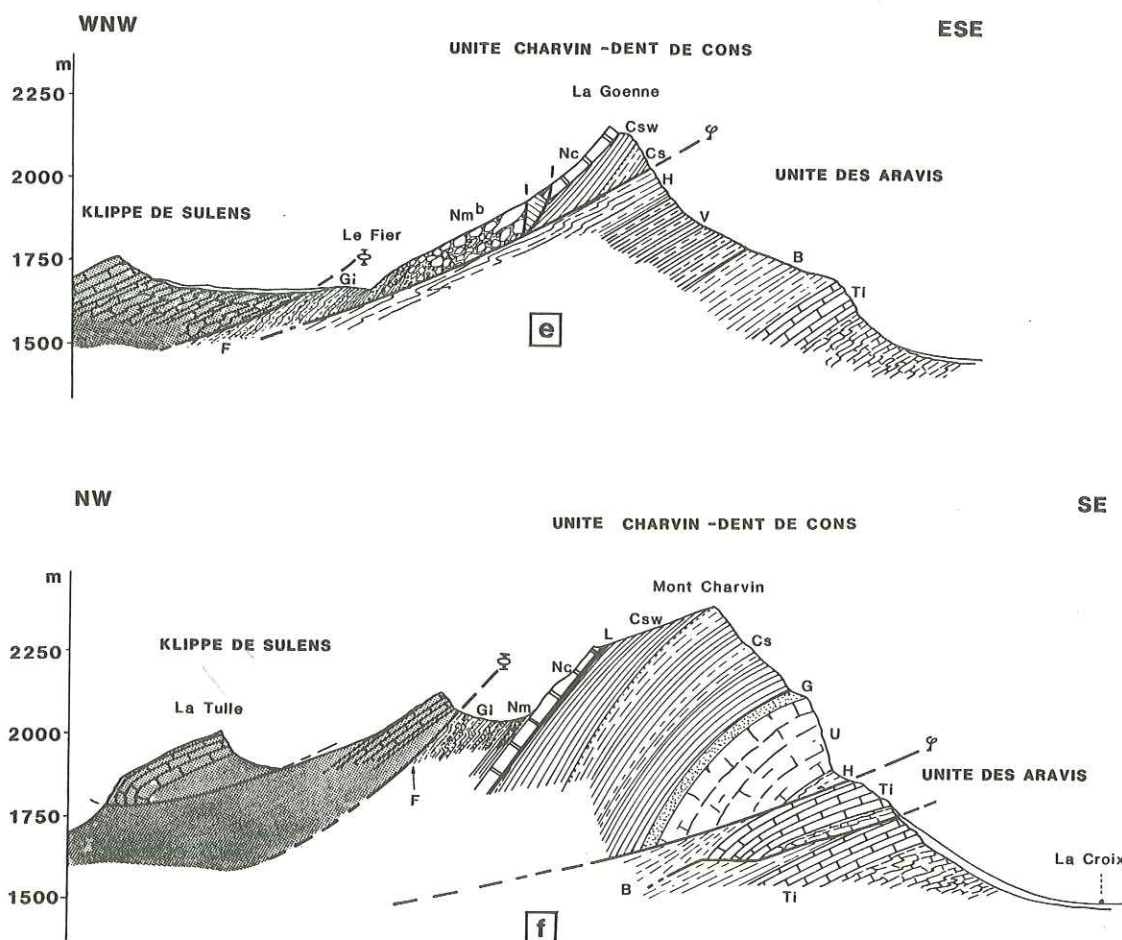 WNW
ESE
UNITE CHARVIN -DENT DE CONS
m
2250
La Goenne
Csw
φ
Nc
Cs
2000
H
UNITE DES ARAVIS
KLIPPE DE SULENS
Nmᵇ
V
Le Fier
1750
B
Gi
Ti
1500
F
e
NW
SE
UNITE CHARVIN -DENT DE CONS
m
Mont Charvin
Csw
L
2250
KLIPPE DE SULENS
Cs
Nc
La Tulle
Gi
Nm
G
2000
U
φ
H
UNITE DES ARAVIS
Ti
F
1750
La Croix
B
Ti
1500
f